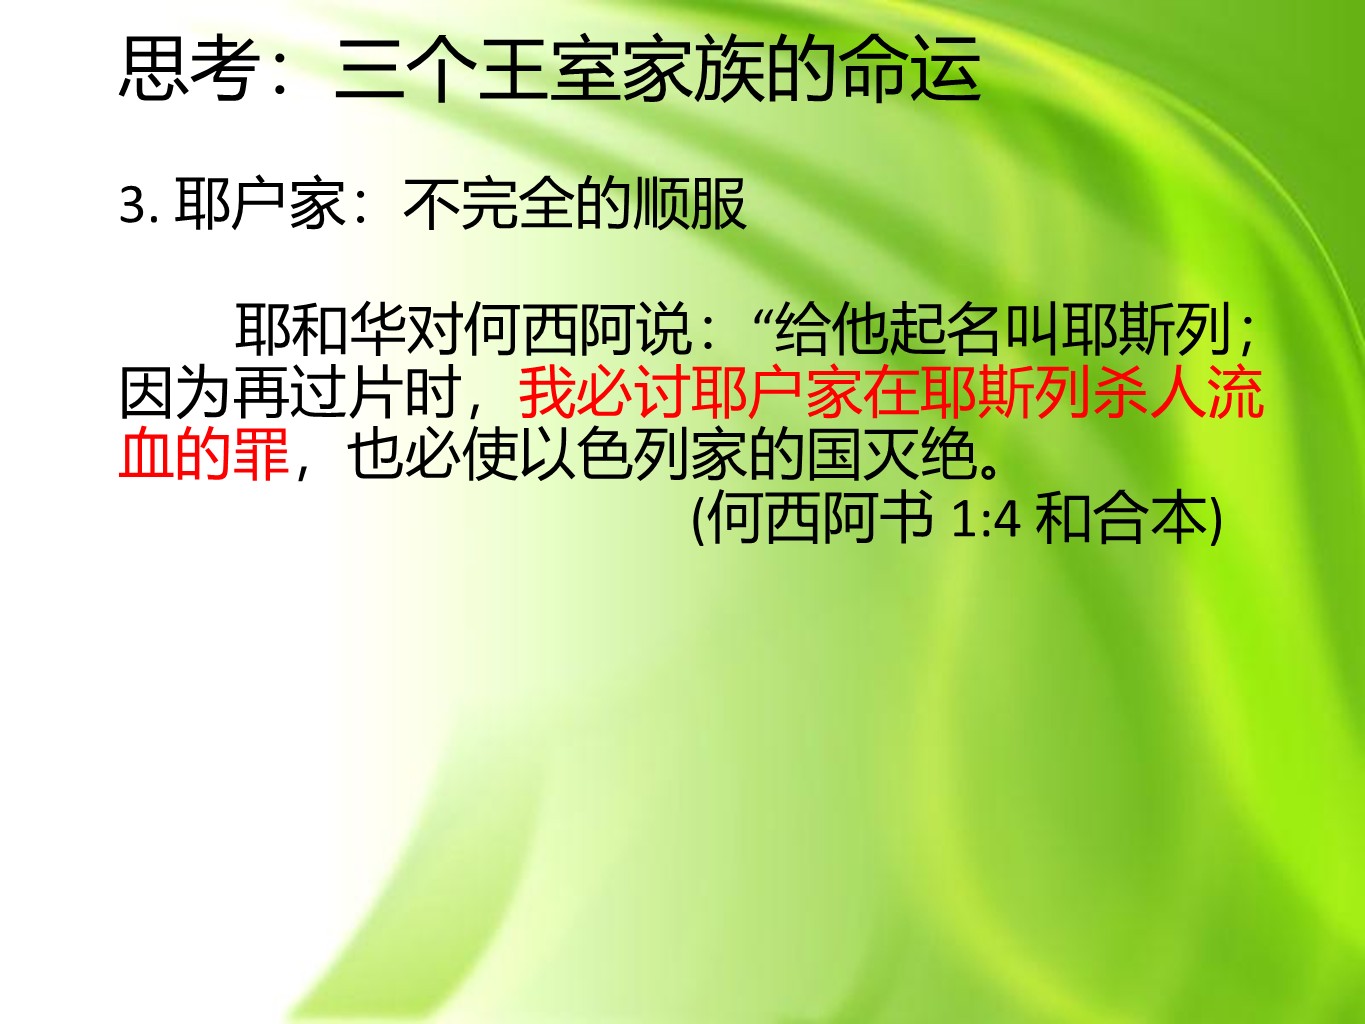 思考：三个王室家族的命运
3. 耶户家：不完全的顺服
耶和华对何西阿说：“给他起名叫耶斯列；
因为再过片时，我必讨耶户家在耶斯列杀人流
血的罪，也必使以色列家的国灭绝。
(何西阿书 1:4 和合本)